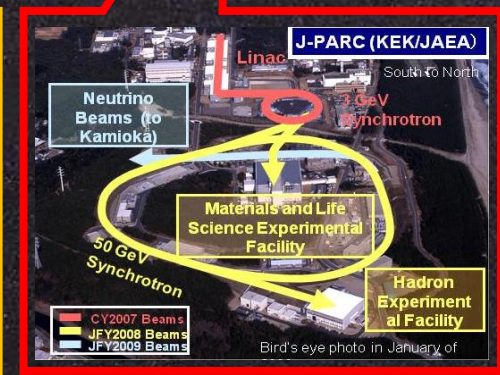 J-PARC (KEK/JAEA)
Linac
South to North
Neutrino
Beams (to
Kamioka)
3 GeV
Synchrotron
Materials and Life
Science Experimental
Facility
50 GeV
Synchrotron
Hadron
Experiment
al Facility
CY2007 Beams
JFY2008 Beams
JFY2009 Beams
Bird's eye photo in January of